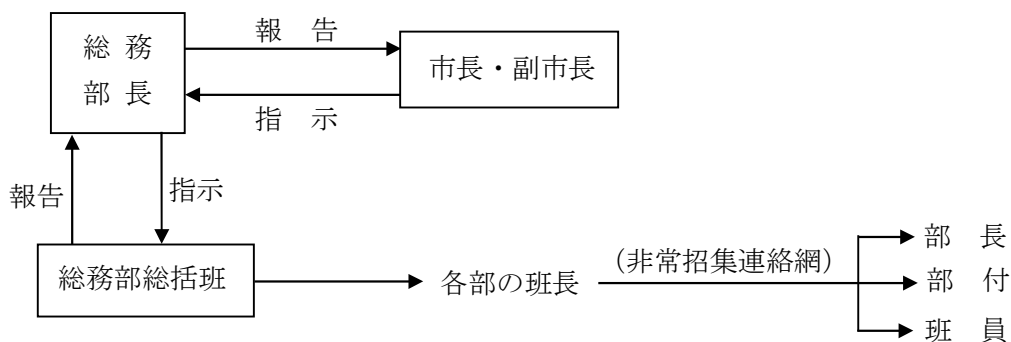 報　告
総 務
部 長
市長・副市長
指　示
報告
指示
総務部総括班
各部の班長
(非常招集連絡網)
部　長
部　付
班　員